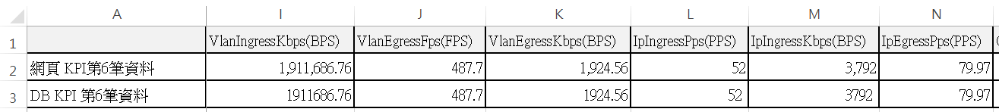 A I J K L M N
1 VlanIngressKbps(BPS) VlanEgressFps(FPS) VlanEgressKbps(BPS) IpIngressPps(PPS) IpIngressKbps(BPS) IpEgressPps(PPS)
2 網頁 KPI第6筆資料 1,911,686.76 487.7 1,924.56 52 3,792 79.97
3 DB KPI 第6筆資料 1911686.76 487.7 1924.56 52 3792 79.97